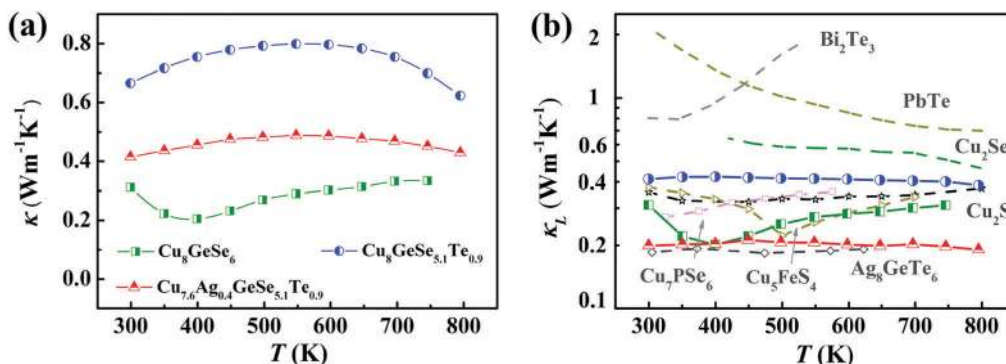 (a)
κ (Wm⁻¹K⁻¹)
0.8
0.6
0.4
0.2
0.0
Cu₈GeSe₆
Cu₈GeSe₅.₁Te₀.₉
Cu₇.₆Ag₀.₄GeSe₅.₁Te₀.₉
300 400 500 600 700 800
T (K)
(b)
κL (Wm⁻¹K⁻¹)
2
1
0.8
0.6
0.4
0.2
0.1
Bi₂Te₃
PbTe
Cu₂Se
Cu₂S
Cu₇PSe₆
Cu₅FeS₄
Ag₈GeTe₆
300 400 500 600 700 800
T (K)